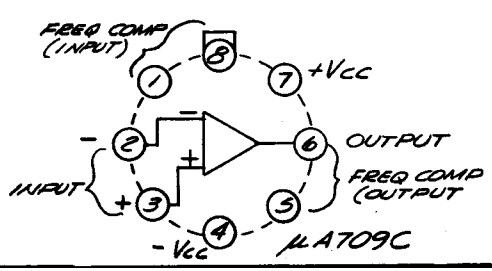 FREQ COMP
(INPUT)
8
1
7
+Vcc
2
-
-
6
OUTPUT
+
INPUT
+
3
5
FREQ COMP
(OUTPUT
4
- Vcc
µA709C